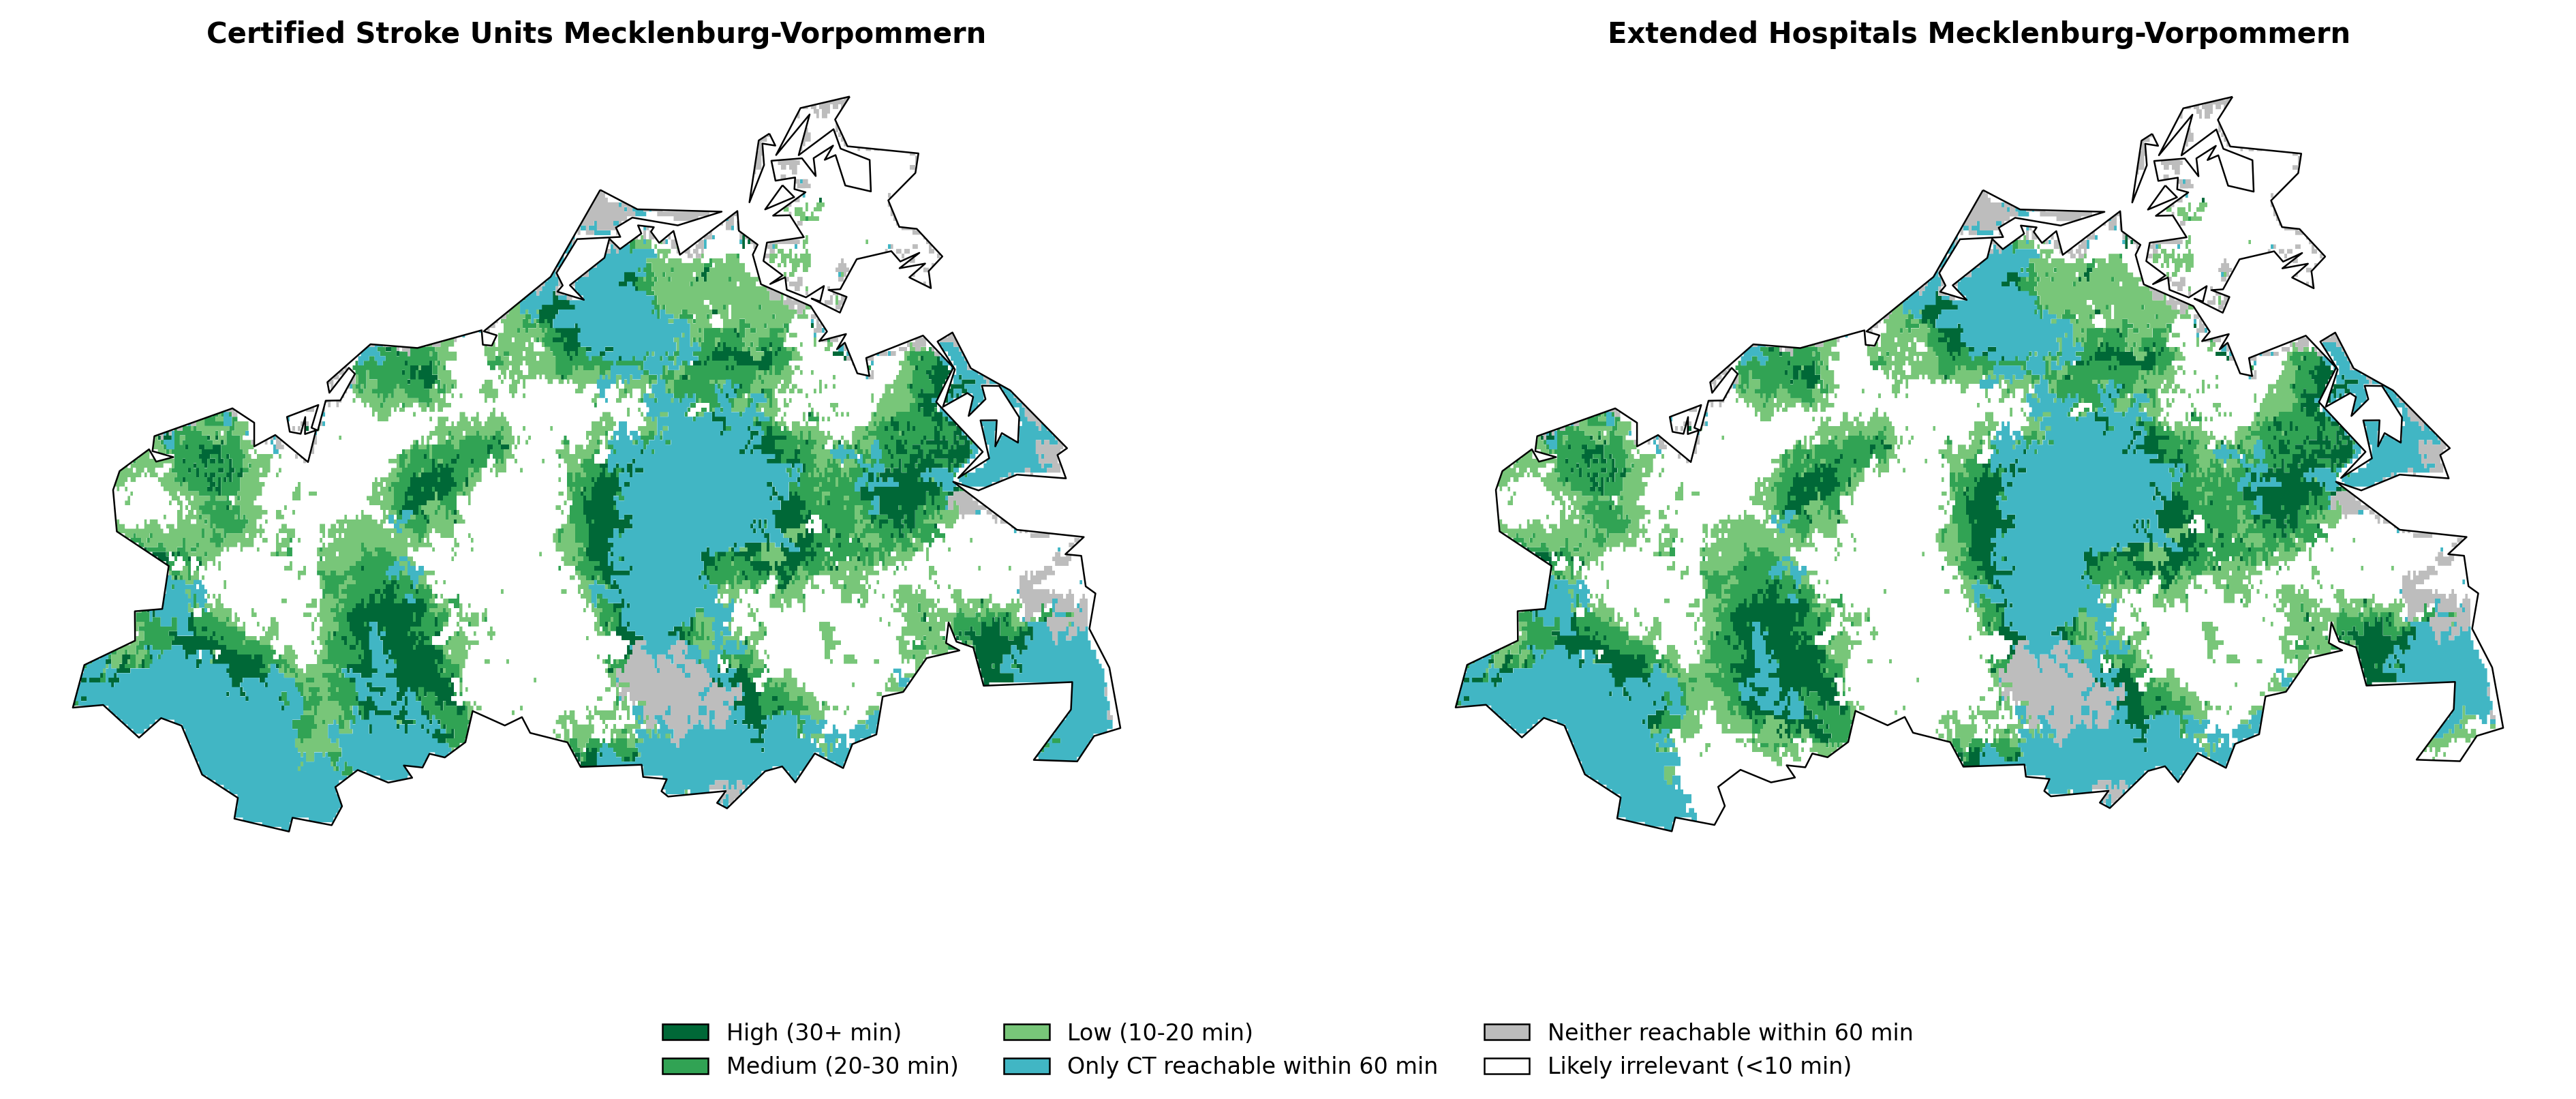 Certified Stroke Units Mecklenburg-Vorpommern
Extended Hospitals Mecklenburg-Vorpommern
High (30+ min)
Medium (20-30 min)
Low (10-20 min)
Only CT reachable within 60 min
Neither reachable within 60 min
Likely irrelevant (<10 min)